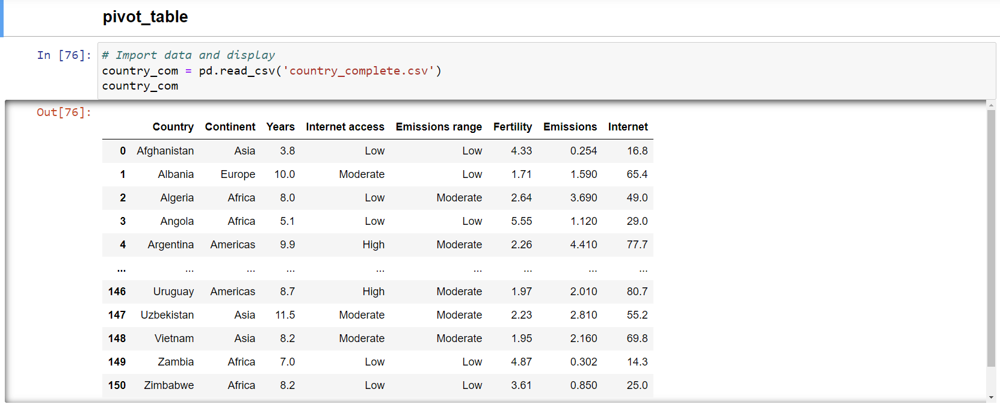 pivot_table
In [76]: # Import data and display
country_com = pd.read_csv('country_complete.csv')
country_com
Out[76]:
Country Continent Years Internet access Emissions range Fertility Emissions Internet
0 Afghanistan Asia 3.8 Low Low 4.33 0.254 16.8
1 Albania Europe 10.0 Moderate Low 1.71 1.590 65.4
2 Algeria Africa 8.0 Low Moderate 2.64 3.690 49.0
3 Angola Africa 5.1 Low Low 5.55 1.120 29.0
4 Argentina Americas 9.9 High Moderate 2.26 4.410 77.7
... ... ... ... ... ... ... ... ...
146 Uruguay Americas 8.7 High Moderate 1.97 2.010 80.7
147 Uzbekistan Asia 11.5 Moderate Moderate 2.23 2.810 55.2
148 Vietnam Asia 8.2 Moderate Moderate 1.95 2.160 69.8
149 Zambia Africa 7.0 Low Low 4.87 0.302 14.3
150 Zimbabwe Africa 8.2 Low Low 3.61 0.850 25.0